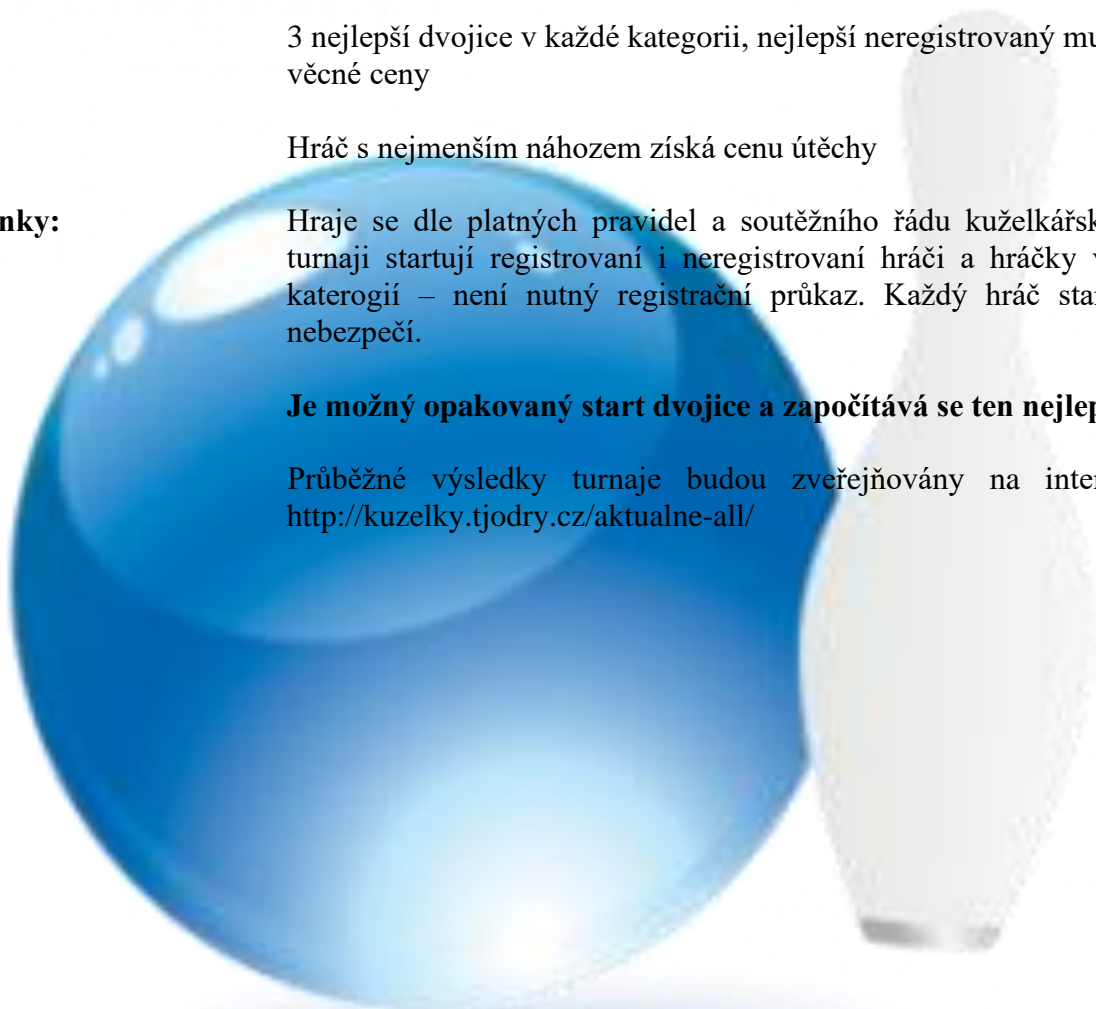 3 nejlepší dvojice v každé kategorii, nejlepší neregistrovaný mu
věcné ceny
Hráč s nejmenším náhozem získá cenu útěchy
nky: Hraje se dle platných pravidel a soutěžního řádu kuželkářsk
turnaji startují registrovaní i neregistrovaní hráči a hráčky v
katerogií – není nutný registrační průkaz. Každý hráč star
nebezpečí.
Je možný opakovaný start dvojice a započítává se ten nejlep
Průběžné výsledky turnaje budou zveřejňovány na inter
http://kuzelky.tjodry.cz/aktualne-all/